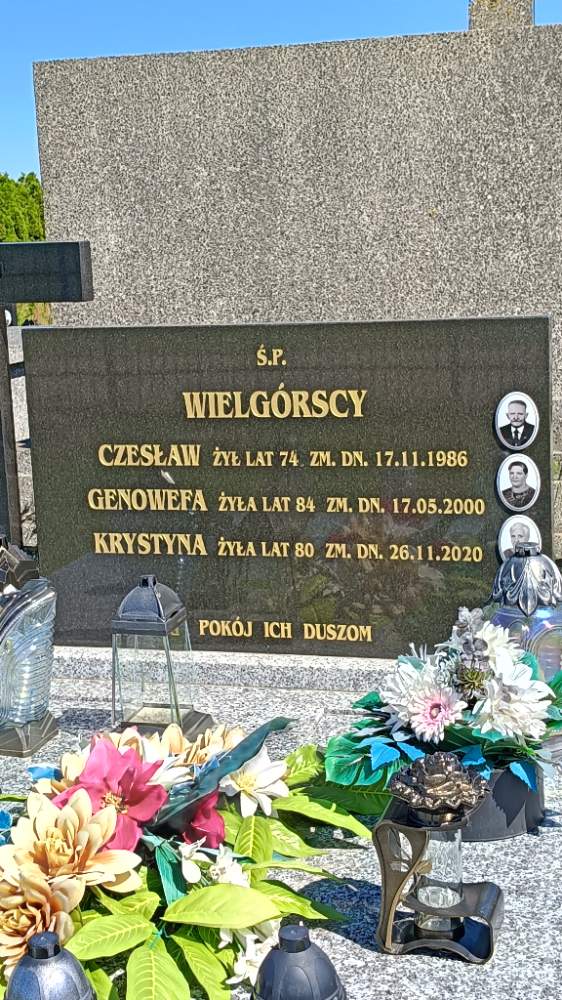 Ś.P.
WIELGÓRSCY
CZESŁAW ŻYŁ LAT 74 ZM. DN. 17.11.1986
GENOWEFA ŻYŁA LAT 84 ZM. DN. 17.05.2000
KRYSTYNA ŻYŁA LAT 80 ZM. DN. 26.11.2020
POKÓJ ICH DUSZOM